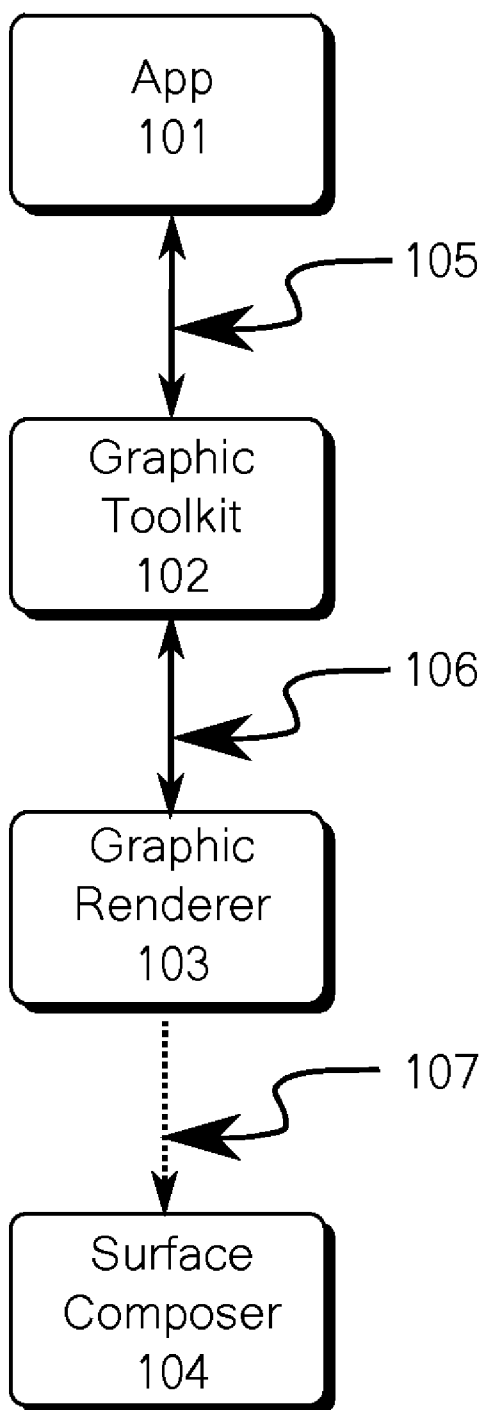 App
101
105
Graphic
Toolkit
102
106
Graphic
Renderer
103
107
Surface
Composer
104